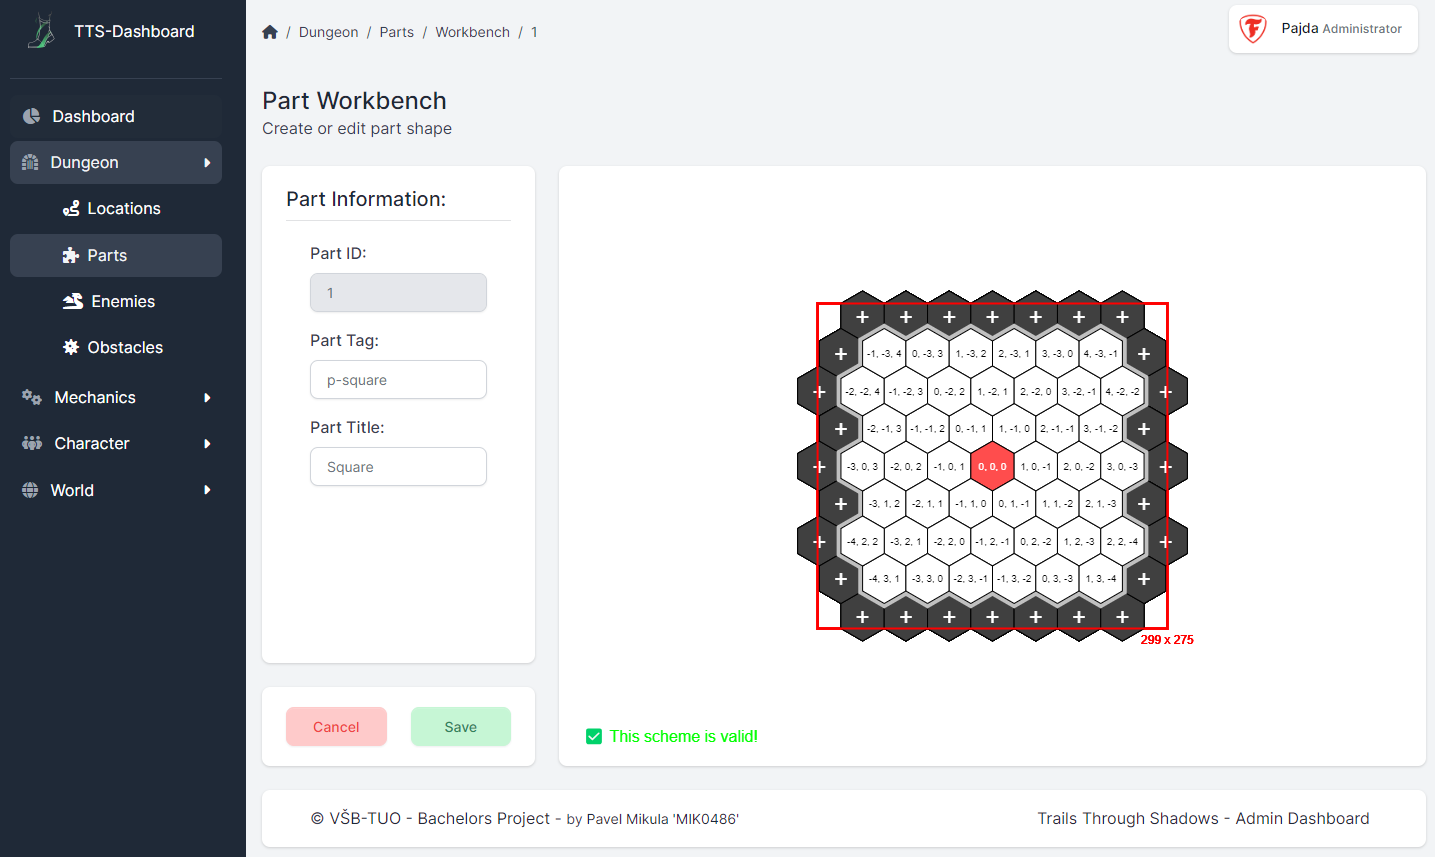 TTS-Dashboard
/ Dungeon / Parts / Workbench / 1
Pajda Administrator
Dashboard
Dungeon
Locations
Parts
Enemies
Obstacles
Mechanics
Character
World
Part Workbench
Create or edit part shape
Part Information:
Part ID:
1
Part Tag:
p-square
Part Title:
Square
Cancel
Save
+ + + + + + +
+ -1, -3, 4 0, -3, 3 1, -3, 2 2, -3, 1 3, -3, 0 4, -3, -1 +
+ -2, -2, 4 -1, -2, 3 0, -2, 2 1, -2, 1 2, -2, 0 3, -2, -1 4, -2, -2 +
+ -2, -1, 3 -1, -1, 2 0, -1, 1 1, -1, 0 2, -1, -1 3, -1, -2 +
+ -3, 0, 3 -2, 0, 2 -1, 0, 1 0, 0, 0 1, 0, -1 2, 0, -2 3, 0, -3 +
+ -3, 1, 2 -2, 1, 1 -1, 1, 0 0, 1, -1 1, 1, -2 2, 1, -3 +
+ -4, 2, 2 -3, 2, 1 -2, 2, 0 -1, 2, -1 0, 2, -2 1, 2, -3 2, 2, -4 +
+ -4, 3, 1 -3, 3, 0 -2, 3, -1 -1, 3, -2 0, 3, -3 1, 3, -4 +
+ + + + + + +
299 x 275
This scheme is valid!
© VŠB-TUO - Bachelors Project - by Pavel Mikula 'MIK0486'
Trails Through Shadows - Admin Dashboard